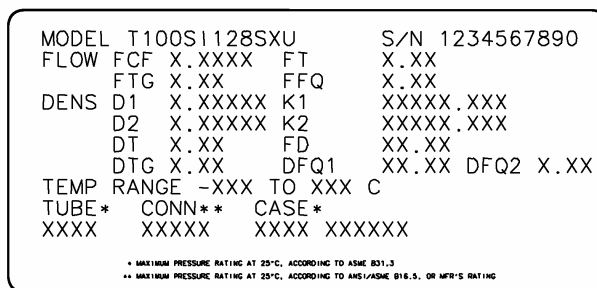 MODEL T100S1128SXU S/N 1234567890
FLOW FCF X.XXXX FT X.XX
FTG X.XX FFQ X.XX
DENS D1 X.XXXXX K1 XXXXX.XXX
D2 X.XXXXX K2 XXXXX.XXX
DT X.XX FD XX.XX
DTG X.XX DFQ1 XX.XX DFQ2 X.XX
TEMP RANGE -XXX TO XXX C
TUBE* CONN** CASE*
XXXX XXXXX XXXX XXXXXX
* MAXIMUM PRESSURE RATING AT 25°C, ACCORDING TO ASME B31.3
** MAXIMUM PRESSURE RATING AT 25°C, ACCORDING TO ANSI/ASME B16.5, OR MFR'S RATING